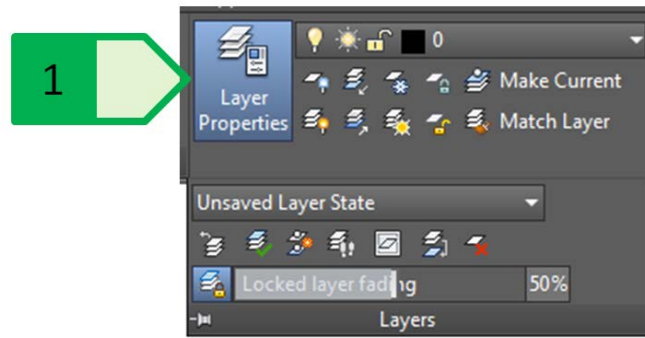 1
0
Layer
Properties
Make Current
Match Layer
Unsaved Layer State
Locked layer fading 50%
Layers